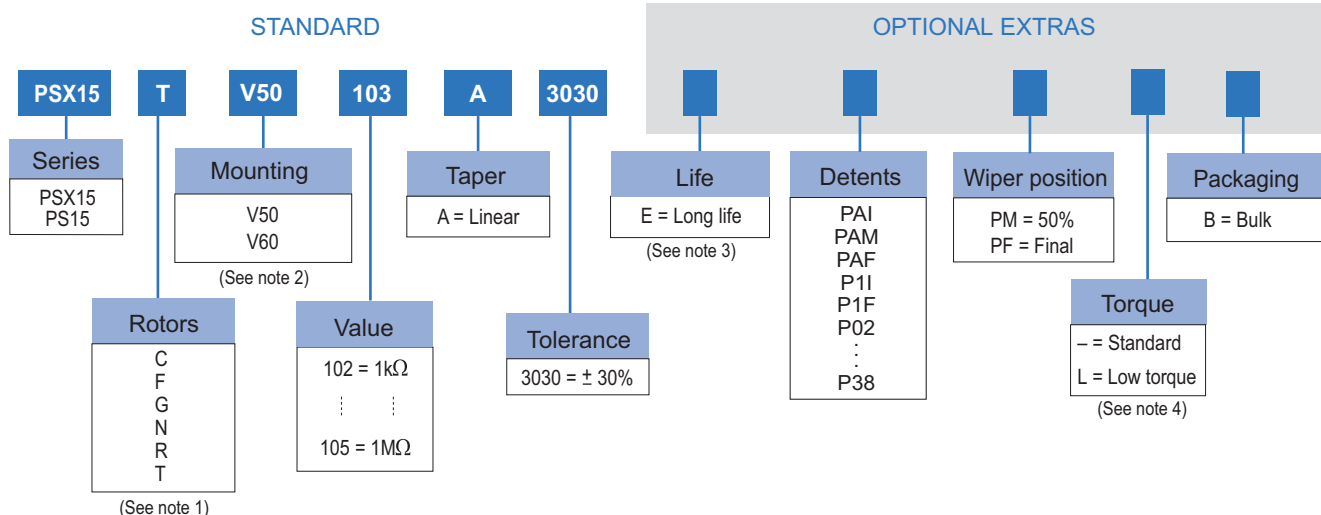 STANDARD
OPTIONAL EXTRAS
PSX15 T V50 103 A 3030
Series
PSX15
PS15
Mounting
V50
V60
(See note 2)
Taper
A = Linear
Life
E = Long life
(See note 3)
Detents
PAI
PAM
PAF
P1I
P1F
P02
:
:
P38
Wiper position
PM = 50%
PF = Final
Packaging
B = Bulk
Rotors
C
F
G
N
R
T
(See note 1)
Value
102 = 1kΩ
105 = 1MΩ
Tolerance
3030 = ± 30%
Torque
– = Standard
L = Low torque
(See note 4)